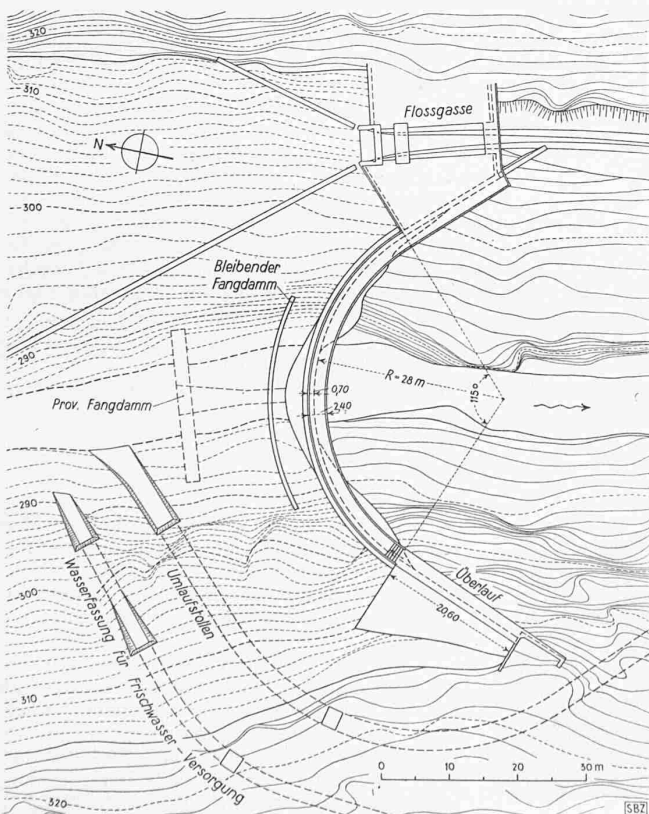 320
310
Flossgasse
N
300
Bleibender
Fangdamm
290
R = 28 m
0,70
115°
Prov. Fangdamm
2,40
290
Überlauf
Umlaufstollen
300
20,60
Wasserfassung für Frischwasser Versorgung
310
0 10 20 30 m
320
SBZ